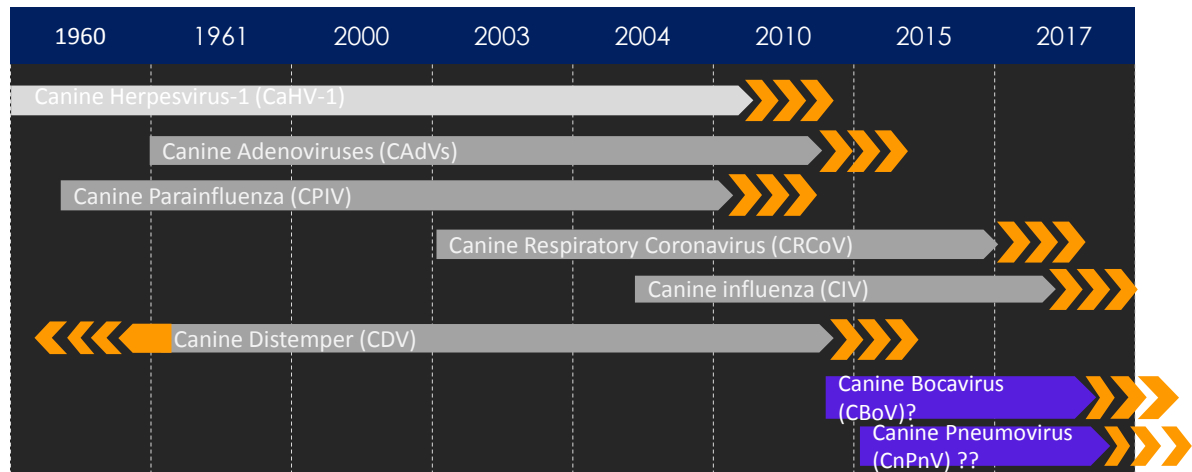 1960 1961 2000 2003 2004 2010 2015 2017
Canine Herpesvirus-1 (CaHV-1)
Canine Adenoviruses (CAdVs)
Canine Parainfluenza (CPIV)
Canine Respiratory Coronavirus (CRCoV)
Canine influenza (CIV)
Canine Distemper (CDV)
Canine Bocavirus
(CBoV)?
Canine Pneumovirus
(CnPnV) ??